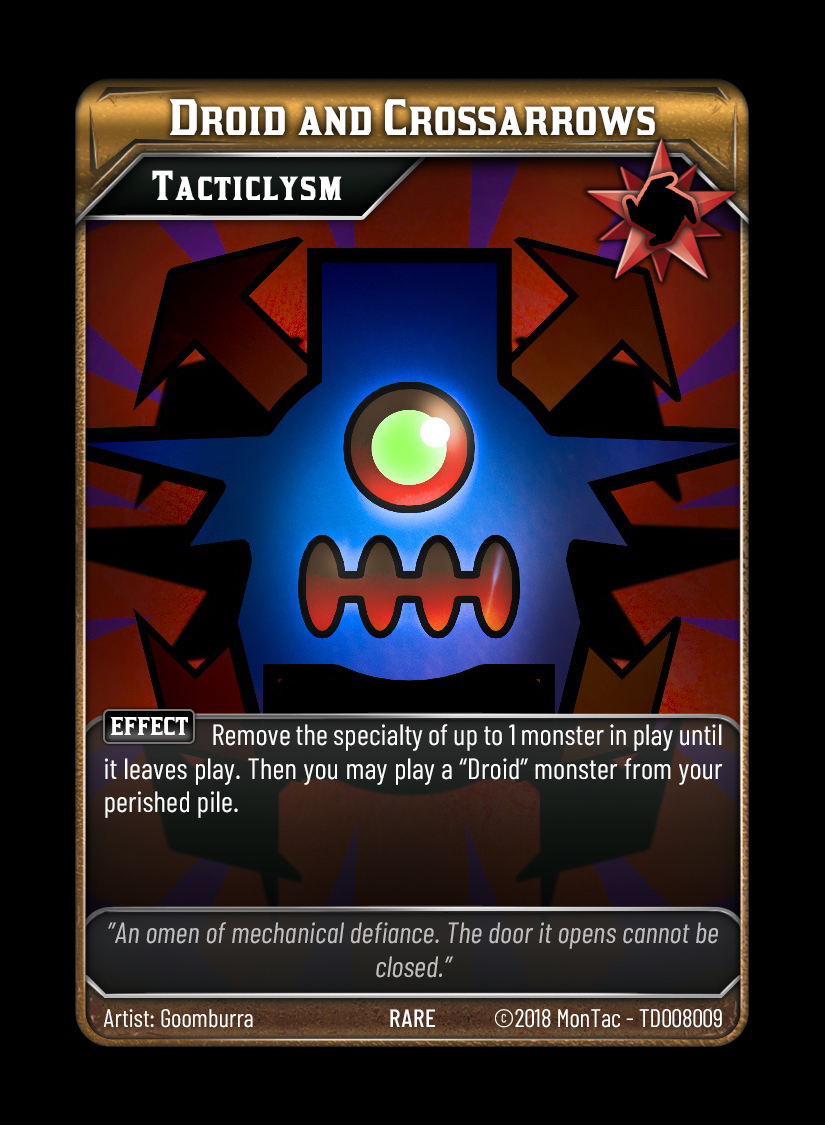 Droid and Crossarrows
Tacticlysm
EFFECT Remove the specialty of up to 1 monster in play until
it leaves play. Then you may play a “Droid” monster from your
perished pile.
“An omen of mechanical defiance. The door it opens cannot be
closed.”
Artist: Goomburra RARE ©2018 MonTac - TD008009